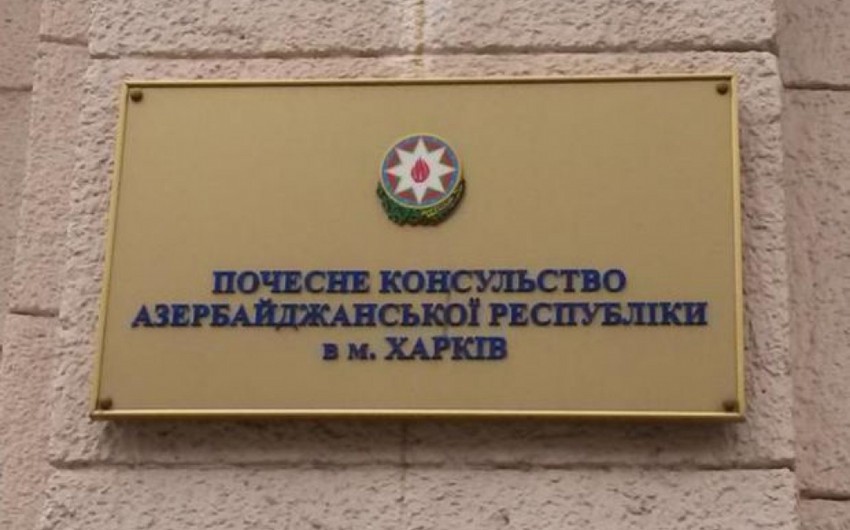 ПОЧЕСНЕ КОНСУЛЬСТВО
АЗЕРБАЙДЖАНСЬКОЇ РЕСПУБЛІКИ
в м. ХАРКІВ